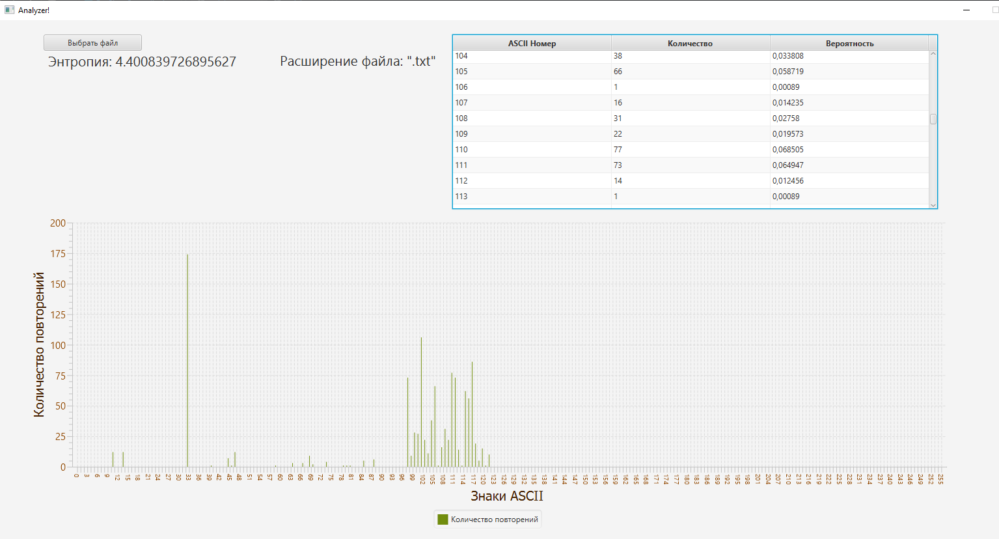 Analyzer!
Выбрать файл
Энтропия: 4.400839726895627
Расширение файла: ".txt"
ASCII Номер Количество Вероятность
104 38 0,033808
105 66 0,058719
106 1 0,00089
107 16 0,014235
108 31 0,02758
109 22 0,019573
110 77 0,068505
111 73 0,064947
112 14 0,012456
113 1 0,00089
Количество повторений
200
175
150
125
100
75
50
25
0
0 3 6 9 12 15 18 21 24 27 30 33 36 39 42 45 48 51 54 57 60 63 66 69 72 75 78 81 84 87 90 93 96 99 102 105 108 111 114 117 120 123 126 129 132 135 138 141 144 147 150 153 156 159 162 165 168 171 174 177 180 183 186 189 192 195 198 201 204 207 210 213 216 219 222 225 228 231 234 237 240 243 246 249 252 255
Знаки ASCII
Количество повторений